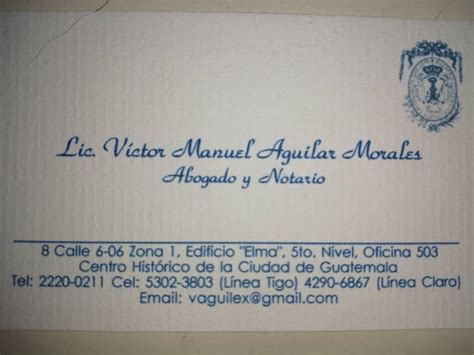 Lic. Víctor Manuel Aguilar Morales
Abogado y Notario
8 Calle 6-06 Zona 1, Edificio "Elma", 5to. Nivel, Oficina 503
Centro Histórico de la Ciudad de Guatemala
Tel: 2220-0211 Cel: 5302-3803 (Línea Tigo) 4290-6867 (Línea Claro)
Email: vaguilex@gmail.com